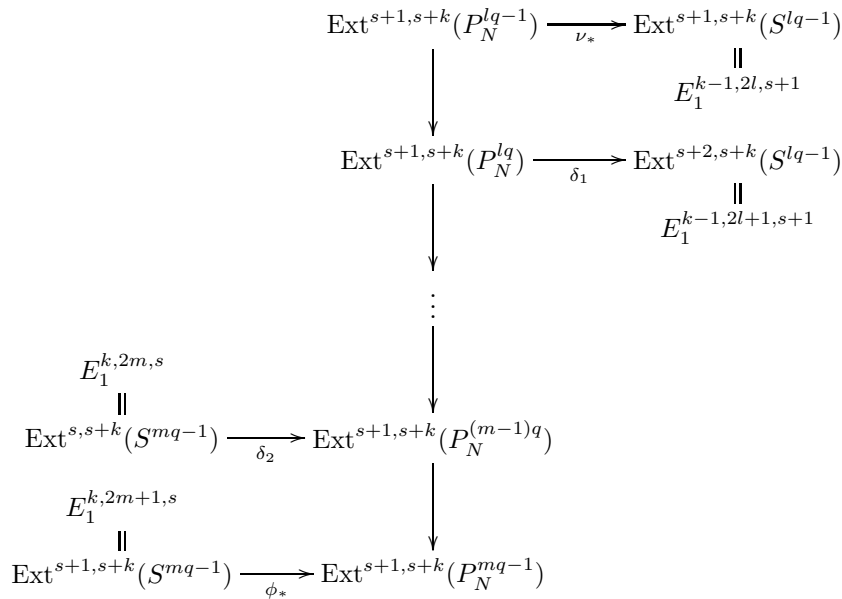 Ext^{s+1,s+k}(P_N^{lq-1}) ν_* Ext^{s+1,s+k}(S^{lq-1})
E_1^{k-1,2l,s+1}
Ext^{s+1,s+k}(P_N^{lq}) δ_1 Ext^{s+2,s+k}(S^{lq-1})
E_1^{k-1,2l+1,s+1}
⋮
E_1^{k,2m,s}
Ext^{s,s+k}(S^{mq-1}) δ_2 Ext^{s+1,s+k}(P_N^{(m-1)q})
E_1^{k,2m+1,s}
Ext^{s+1,s+k}(S^{mq-1}) ϕ_* Ext^{s+1,s+k}(P_N^{mq-1})